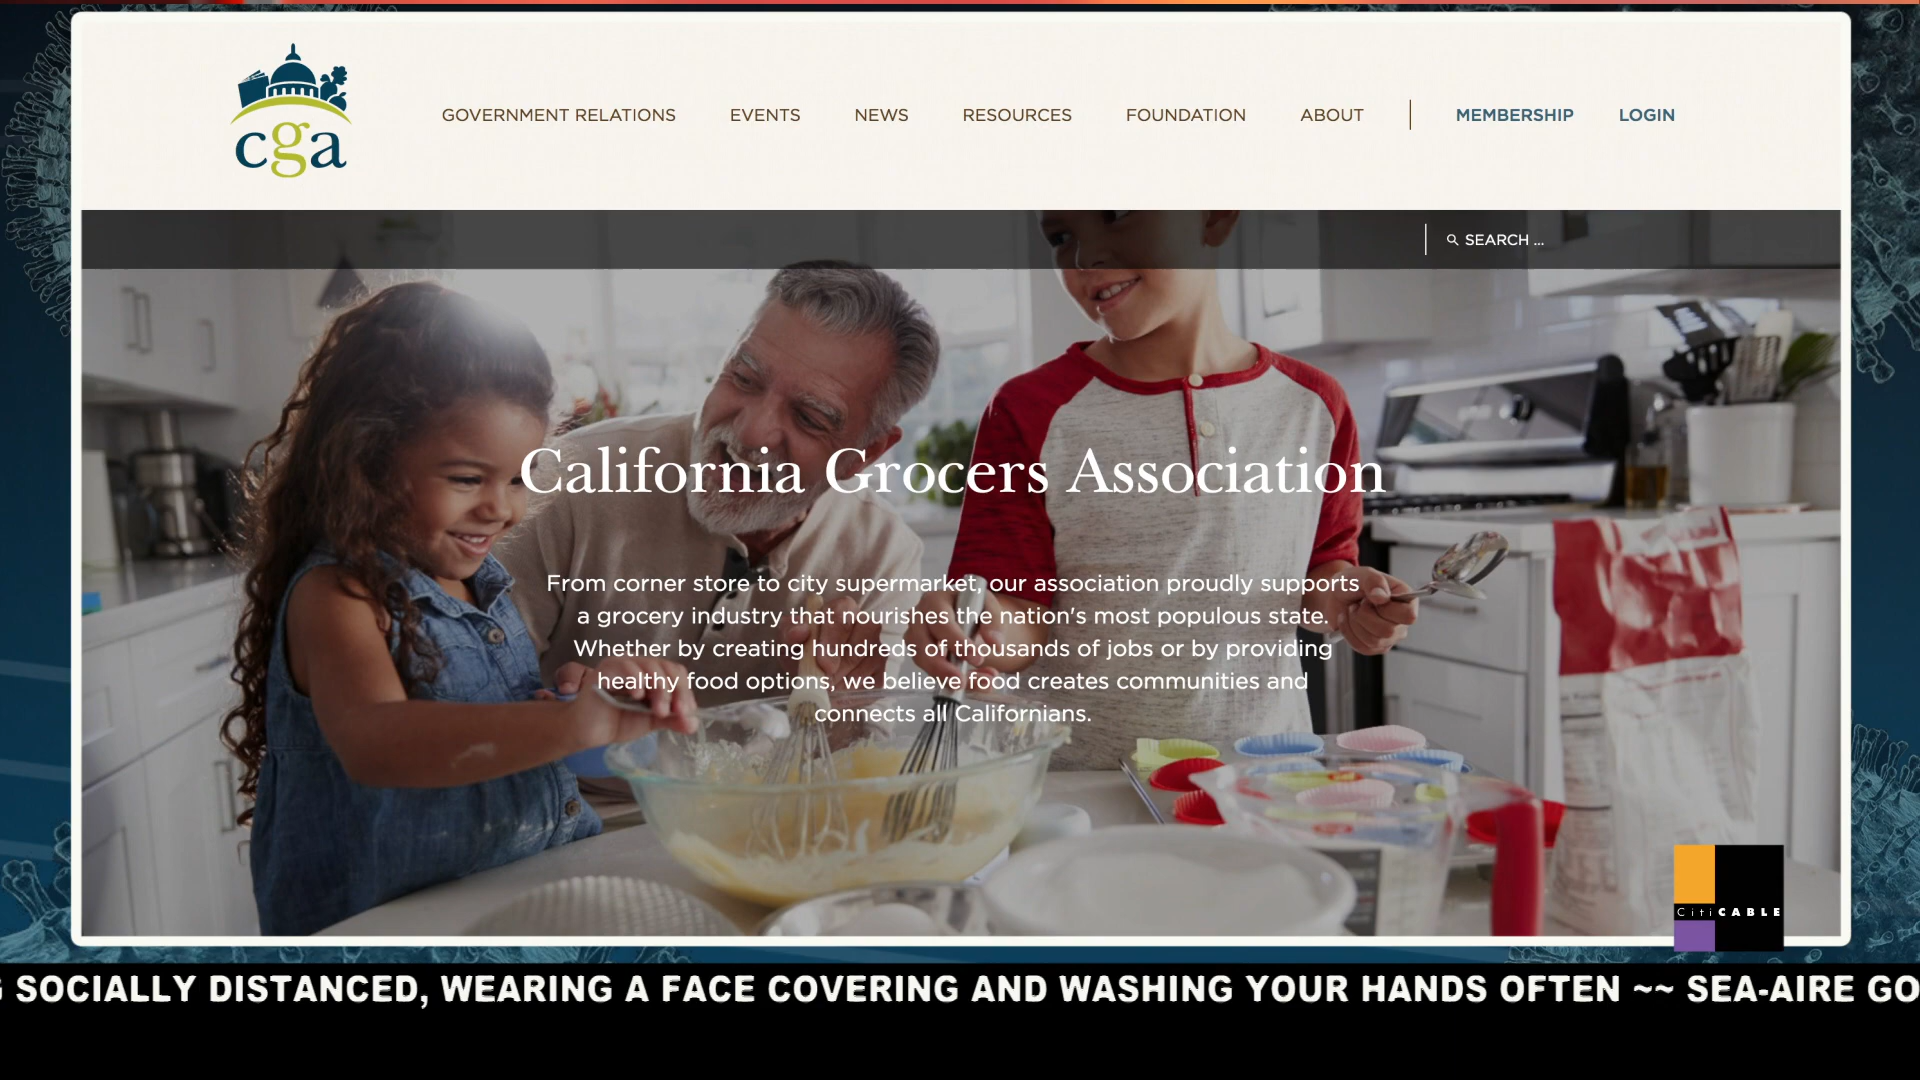 cga
GOVERNMENT RELATIONS
EVENTS
NEWS
RESOURCES
FOUNDATION
ABOUT
MEMBERSHIP
LOGIN
SEARCH ...
California Grocers Association
From corner store to city supermarket, our association proudly supports
a grocery industry that nourishes the nation's most populous state.
Whether by creating hundreds of thousands of jobs or by providing
healthy food options, we believe food creates communities and
connects all Californians.
CitiCABLE
SOCIALLY DISTANCED, WEARING A FACE COVERING AND WASHING YOUR HANDS OFTEN ~~ SEA-AIRE GO